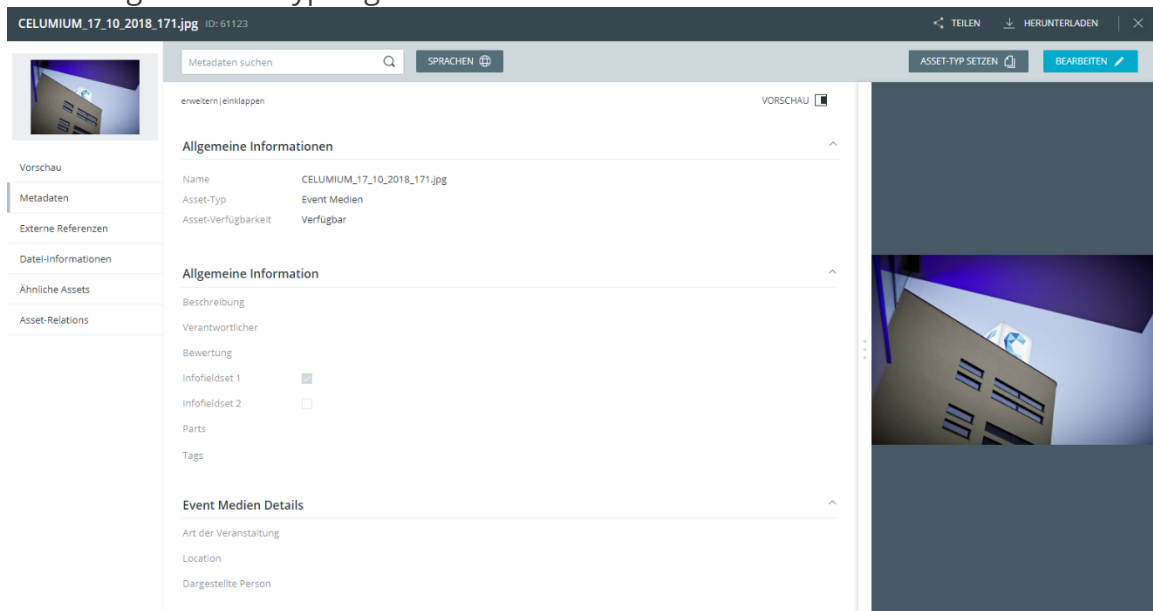 CELUMIUM_17_10_2018_171.jpg ID: 61123 TEILEN HERUNTERLADEN
Metadaten suchen SPRACHEN ASSET-TYP SETZEN BEARBEITEN
erweitern|einklappen VORSCHAU
Allgemeine Informationen
Vorschau
Metadaten
Externe Referenzen
Datei-Informationen
Ähnliche Assets
Asset-Relations
Name CELUMIUM_17_10_2018_171.jpg
Asset-Typ Event Medien
Asset-Verfügbarkeit Verfügbar
Allgemeine Information
Beschreibung
Verantwortlicher
Bewertung
Infofieldset 1
Infofieldset 2
Parts
Tags
Event Medien Details
Art der Veranstaltung
Location
Dargestellte Person